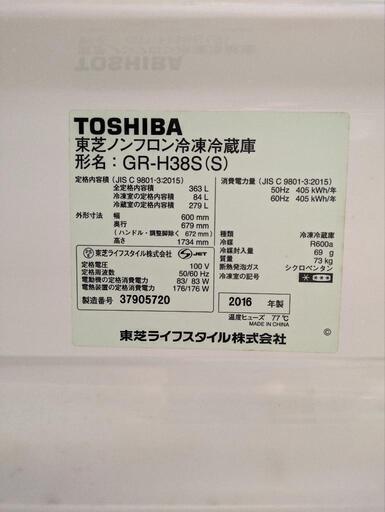 TOSHIBA
東芝ノンフロン冷凍冷蔵庫
形名：GR-H38S(S)
定格内容積 (JIS C 9801-3:2015)
全定格内容積 363 L
冷凍室の定格内容積 84 L
冷蔵室の定格内容積 279 L
外形寸法 幅 600 mm
奥行 679 mm
(ハンドル・調整脚除く 672 mm)
高さ 1734 mm
東芝ライフスタイル株式会社 S JET
定格電圧 100 V
定格周波数 50/60 Hz
電動機の定格消費電力 83/ 83 W
電熱装置の定格消費電力 176/176 W
製造番号 37905720
消費電力量 (JIS C 9801-3:2015)
50Hz 405 kWh/年
60Hz 405 kWh/年
種類 冷凍冷蔵庫
冷媒 R600a
冷媒封入量 69 g
質量 73 kg
断熱発泡ガス シクロペンタン
冷凍室の記号
2016 年製
温度ヒューズ 77℃
MADE IN CHINA
東芝ライフスタイル株式会社